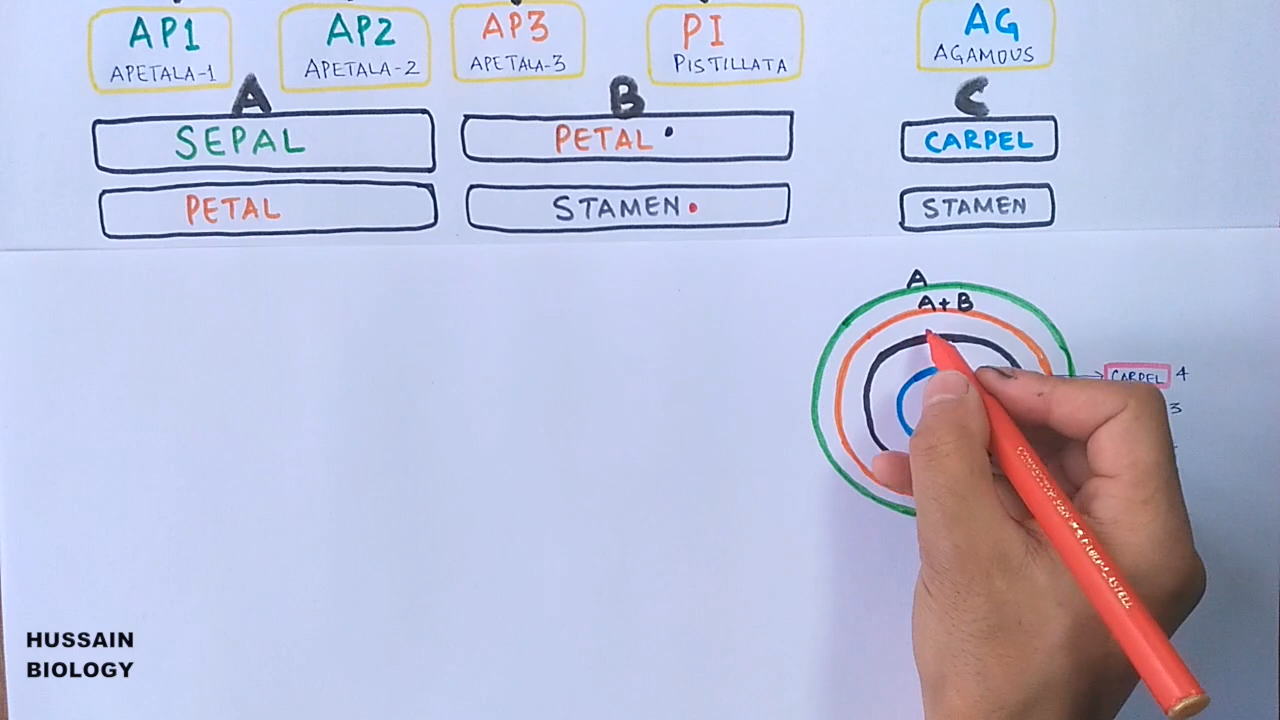 AP1 AP2 AP3 PI AG
APETALA-1 APETALA-2 APETALA-3 PISTILLATA AGAMOUS
A B C
SEPAL PETAL CARPEL
PETAL STAMEN STAMEN
A
A+B
CARPEL 4
3
HUSSAIN
BIOLOGY